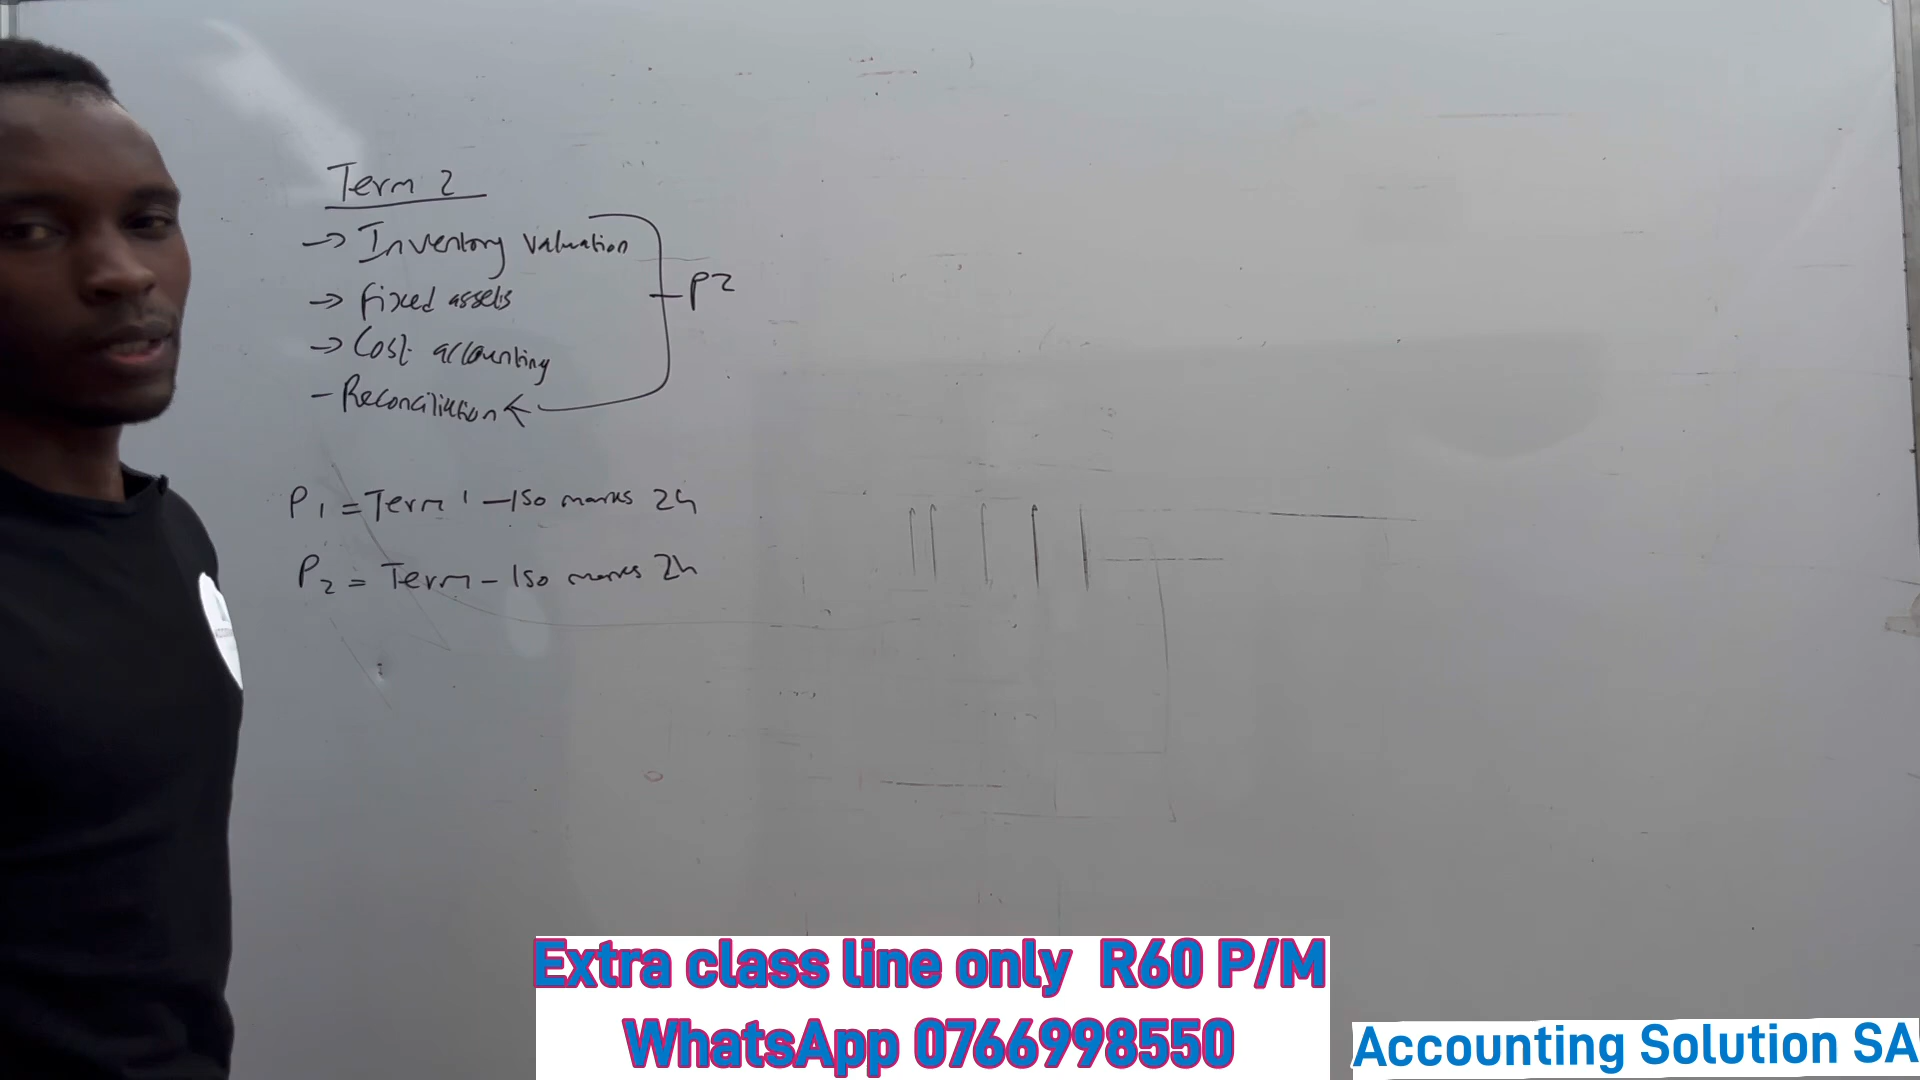 Term 2
→ Inventory valuation
→ fixed assets
→ Cost accounting
- Reconciliation ←
P2
P1 = Term 1 - 150 marks 2h
P2 = Term - 150 marks 2h
Extra class line only R60 P/M
WhatsApp 0766998550
Accounting Solution SA